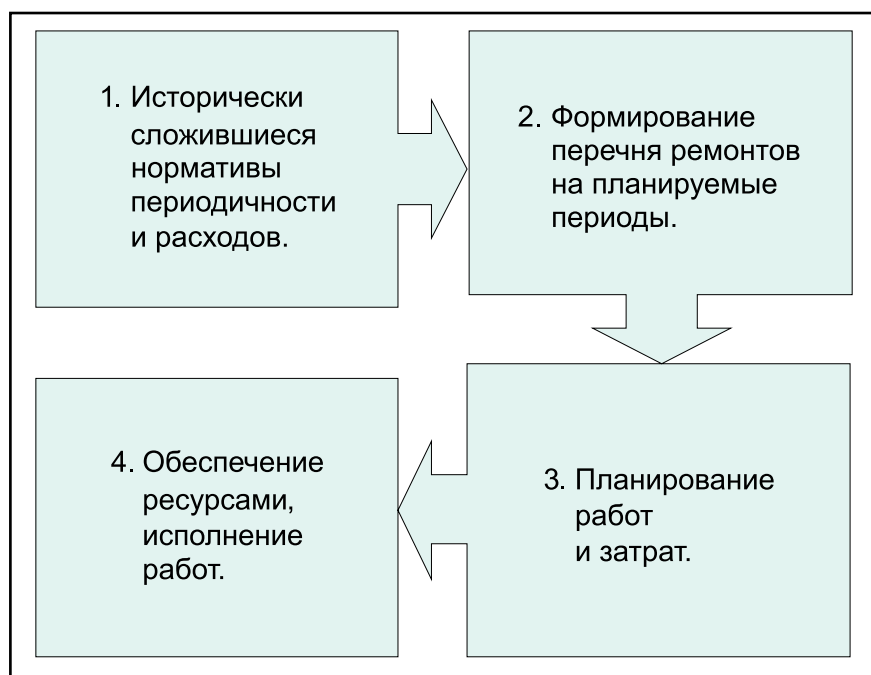 1. Исторически
сложившиеся
нормативы
периодичности
и расходов.
2. Формирование
перечня ремонтов
на планируемые
периоды.
3. Планирование
работ
и затрат.
4. Обеспечение
ресурсами,
исполнение
работ.